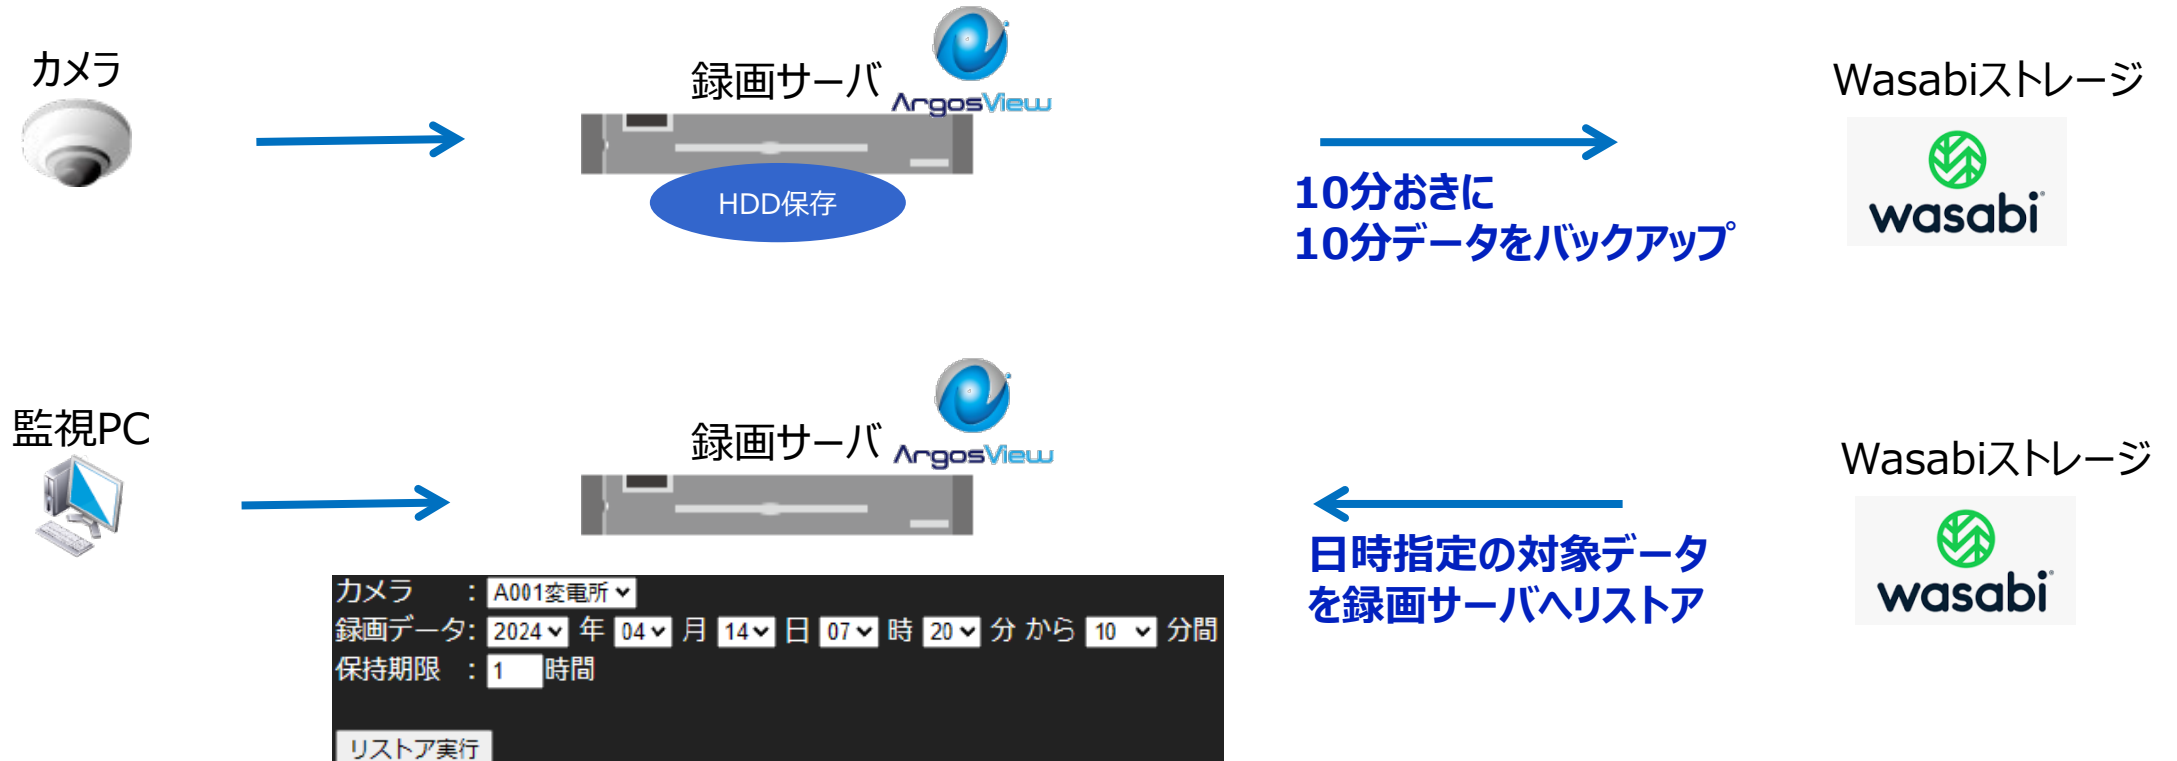 カメラ
録画サーバ
ArgosView
HDD保存
10分おきに
10分データをバックアップ
Wasabiストレージ
wasabi
監視PC
録画サーバ
ArgosView
日時指定の対象データ
を録画サーバへリストア
Wasabiストレージ
wasabi
カメラ : A001変電所
録画データ: 2024 年 04 月 14 日 07 時 20 分 から 10 分間
保持期限 : 1 時間
リストア実行